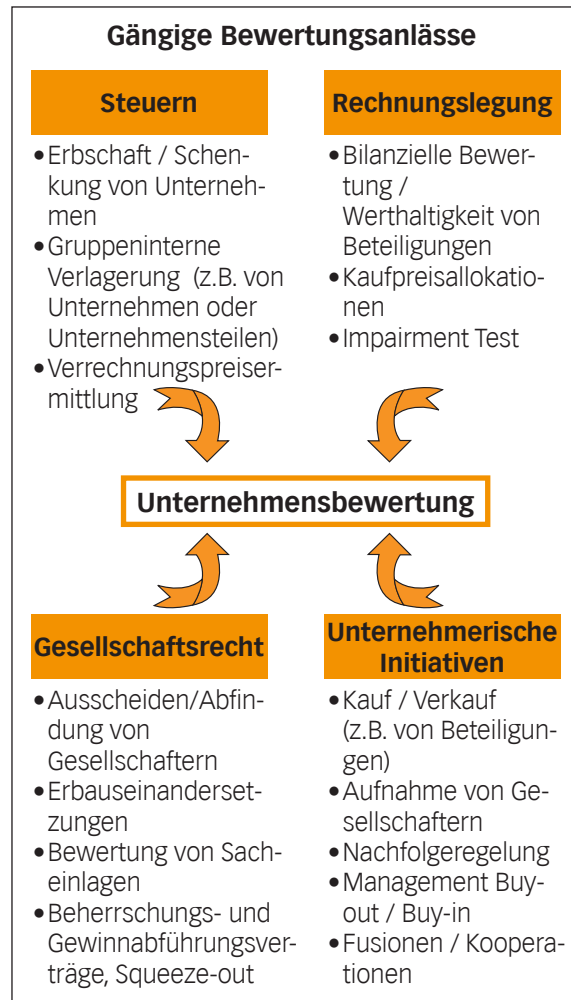 Gängige Bewertungsanlässe
Steuern
• Erbschaft / Schen-
kung von Unterneh-
men
• Gruppeninterne
Verlagerung (z.B. von
Unternehmen oder
Unternehmensteilen)
• Verrechnungspreiser-
mittlung
Rechnungslegung
• Bilanzielle Bewer-
tung /
Werthaltigkeit von
Beteiligungen
• Kaufpreisallokatio-
nen
• Impairment Test
Unternehmensbewertung
Gesellschaftsrecht
• Ausscheiden/Abfin-
dung von
Gesellschaftern
• Erbauseinanderset-
zungen
• Bewertung von Sach-
einlagen
• Beherrschungs- und
Gewinnabführungsver-
träge, Squeeze-out
Unternehmerische
Initiativen
• Kauf / Verkauf
(z.B. von Beteiligun-
gen)
• Aufnahme von Ge-
sellschaftern
• Nachfolgeregelung
• Management Buy-
out / Buy-in
• Fusionen / Koopera-
tionen